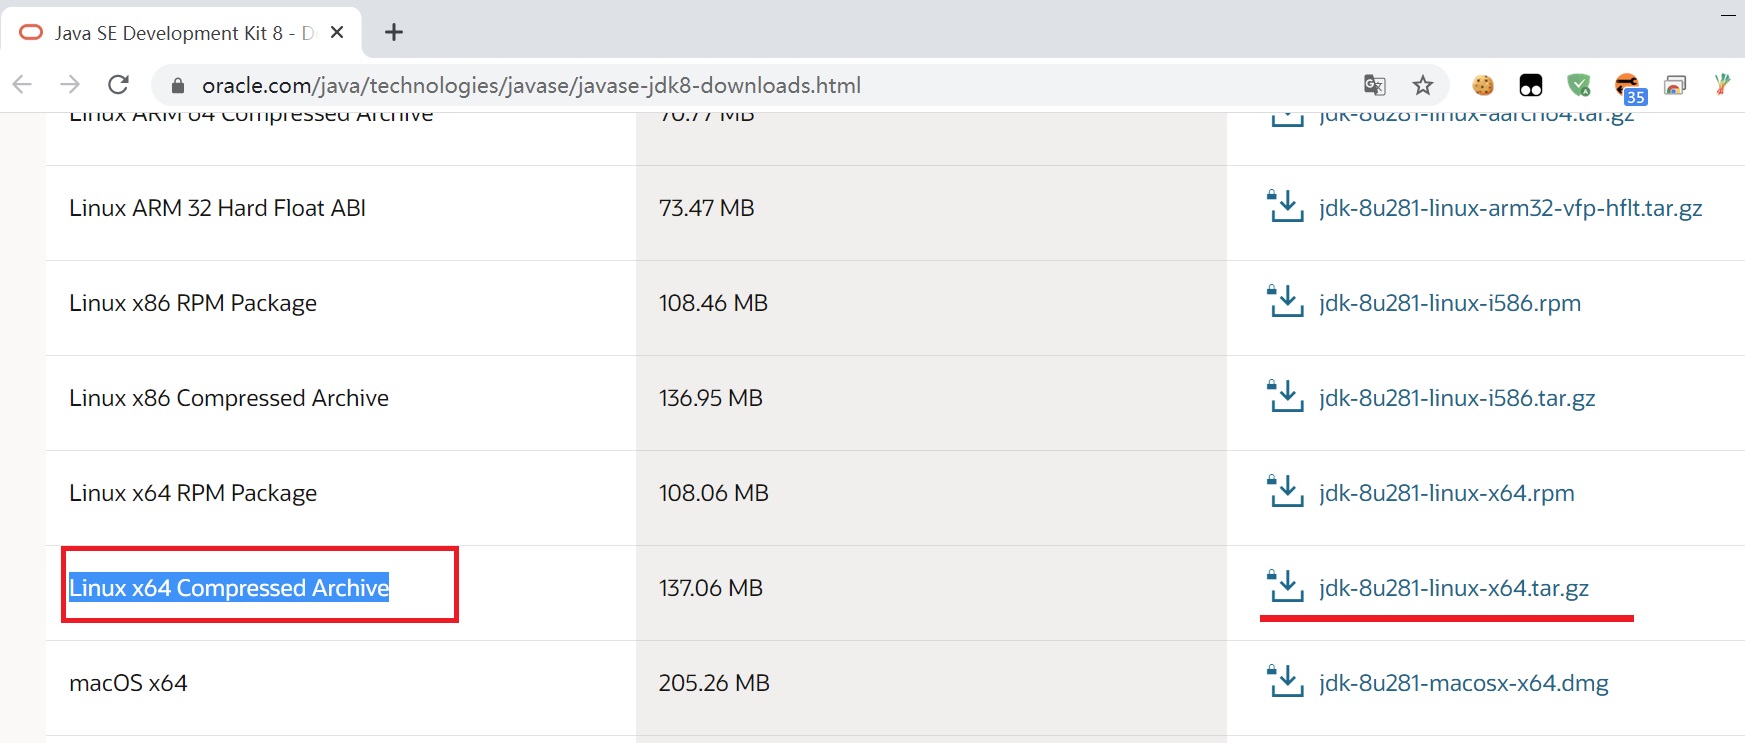 Java SE Development Kit 8 - D
oracle.com/java/technologies/javase/javase-jdk8-downloads.html
35
Linux ARM 64 Compressed Archive 70.77 MB jdk-8u281-linux-aarch64.tar.gz
Linux ARM 32 Hard Float ABI 73.47 MB jdk-8u281-linux-arm32-vfp-hflt.tar.gz
Linux x86 RPM Package 108.46 MB jdk-8u281-linux-i586.rpm
Linux x86 Compressed Archive 136.95 MB jdk-8u281-linux-i586.tar.gz
Linux x64 RPM Package 108.06 MB jdk-8u281-linux-x64.rpm
Linux x64 Compressed Archive 137.06 MB jdk-8u281-linux-x64.tar.gz
macOS x64 205.26 MB jdk-8u281-macosx-x64.dmg